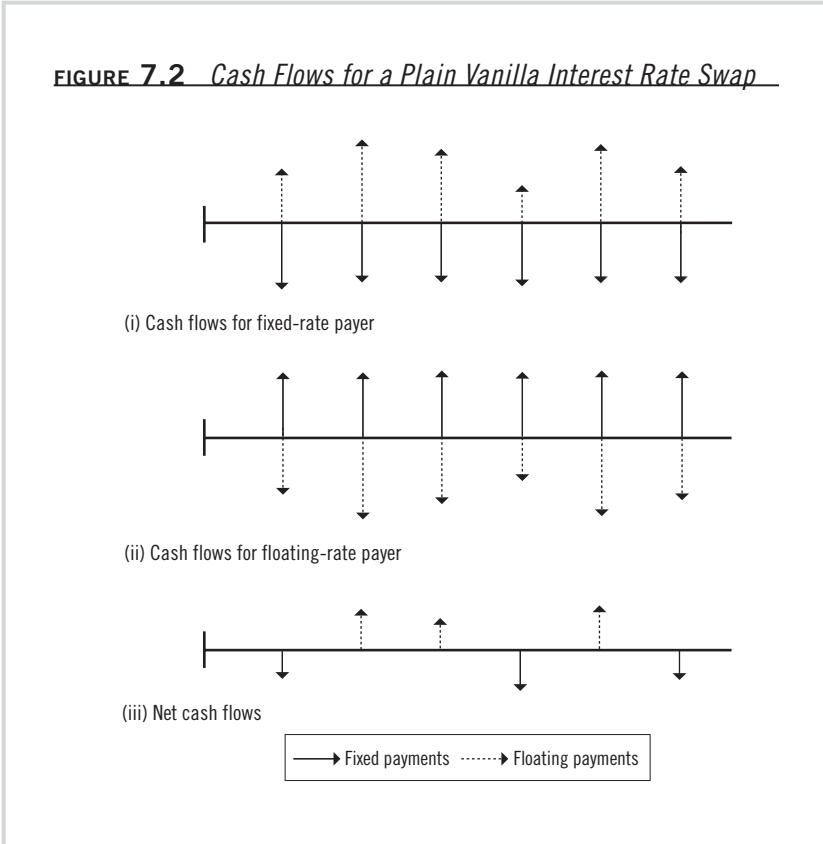 FIGURE 7.2 Cash Flows for a Plain Vanilla Interest Rate Swap
(i) Cash flows for fixed-rate payer
(ii) Cash flows for floating-rate payer
(iii) Net cash flows
Fixed payments Floating payments